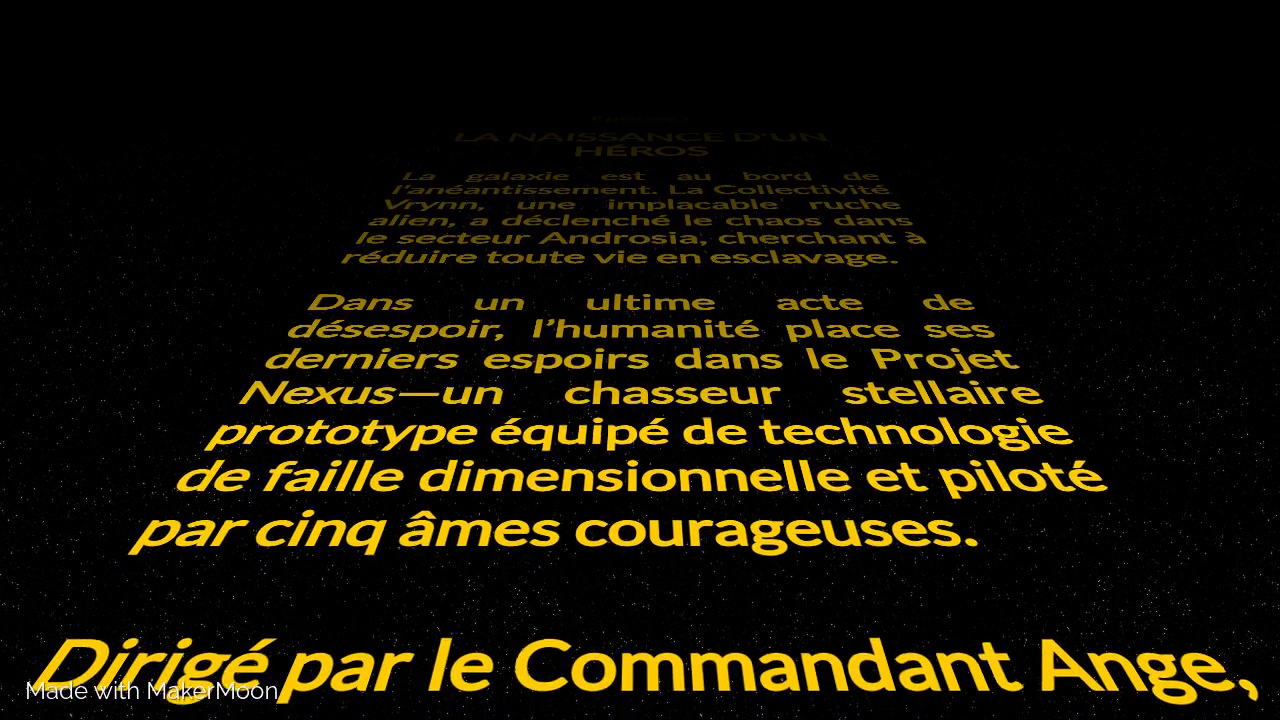 LA NAISSANCE D'UN
HÉROS
La galaxie est au bord de
l'anéantissement. La Collectivité
Vrynn, une implacable ruche
alien, a déclenché le chaos dans
le secteur Androsia, cherchant à
réduire toute vie en esclavage.
Dans un ultime acte de
désespoir, l'humanité place ses
derniers espoirs dans le Projet
Nexus—un chasseur stellaire
prototype équipé de technologie
de faille dimensionnelle et piloté
par cinq âmes courageuses.
Dirigé par le Commandant Ange,
Made with MakerMoon